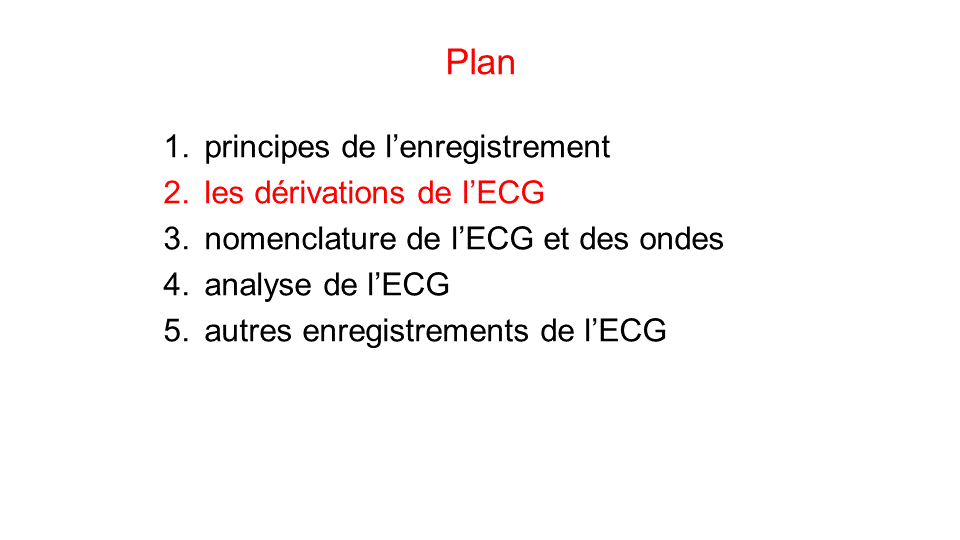 Plan
1. principes de l’enregistrement
2. les dérivations de l’ECG
3. nomenclature de l’ECG et des ondes
4. analyse de l’ECG
5. autres enregistrements de l’ECG